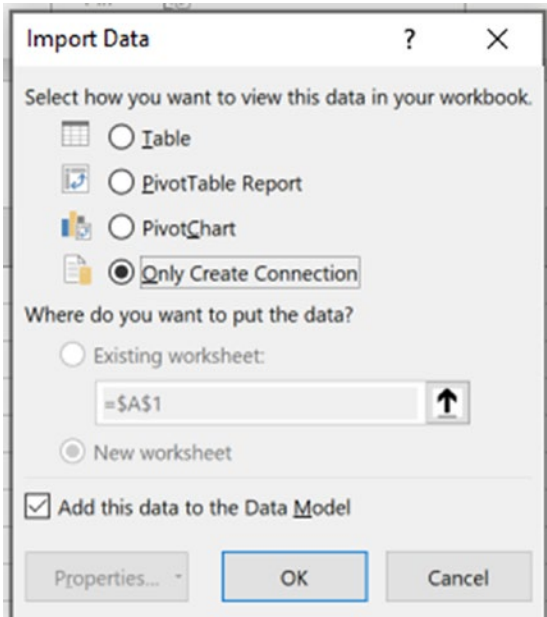 Import Data ? X
Select how you want to view this data in your workbook.
Table
PivotTable Report
PivotChart
Only Create Connection
Where do you want to put the data?
Existing worksheet:
=$A$1
New worksheet
Add this data to the Data Model
Properties... OK Cancel